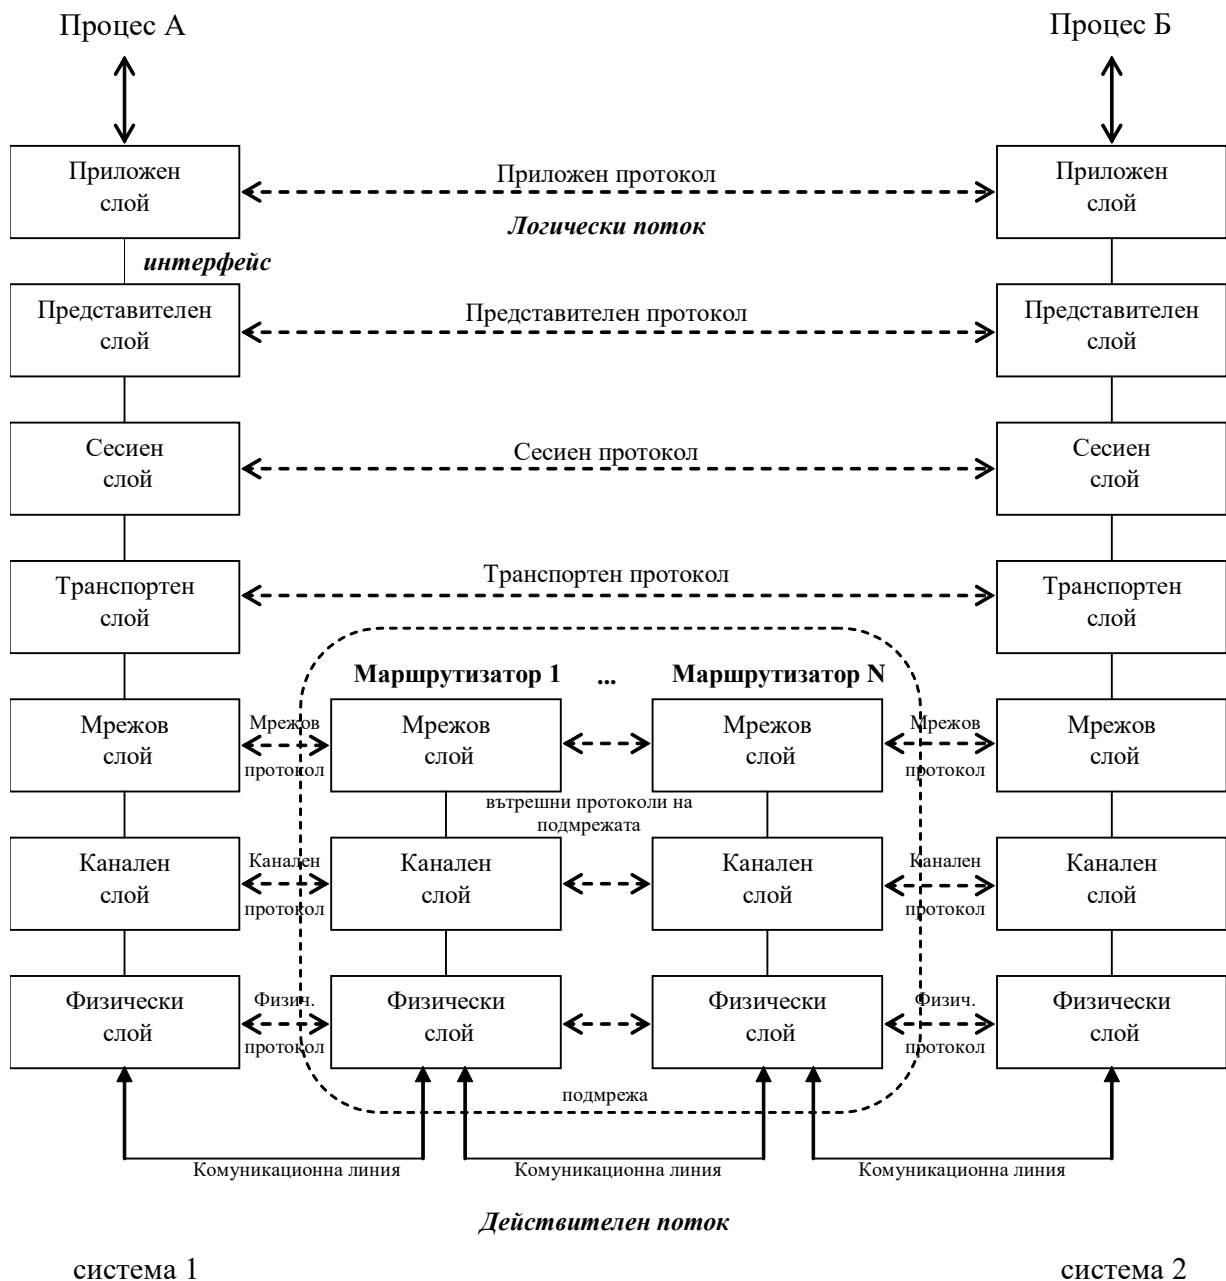 Процес А
Процес Б
Приложен
слой
Приложен протокол
Приложен
слой
Логически поток
интерфейс
Представителен
слой
Представителен протокол
Представителен
слой
Сесиен
слой
Сесиен протокол
Сесиен
слой
Транспортен
слой
Транспортен протокол
Транспортен
слой
Маршрутизатор 1 ... Маршрутизатор N
Мрежов
слой
Мрежов
протокол
Мрежов
слой
Мрежов
слой
Мрежов
протокол
Мрежов
слой
вътрешни протоколи на
подмрежата
Канален
слой
Канален
протокол
Канален
слой
Канален
слой
Канален
протокол
Канален
слой
Физически
слой
Физич.
протокол
Физически
слой
Физически
слой
Физич.
протокол
Физически
слой
подмрежа
Комуникационна линия
Комуникационна линия
Комуникационна линия
Действителен поток
система 1
система 2